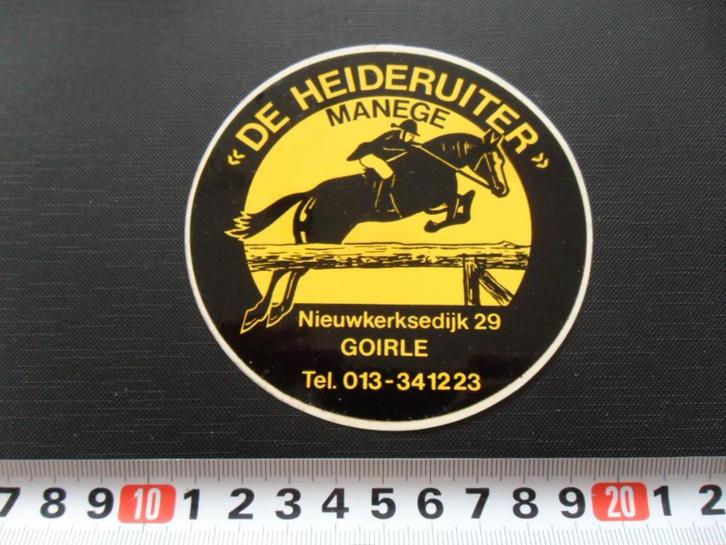 «DE HEIDERUITER»
MANEGE
Nieuwkerksedijk 29
GOIRLE
Tel. 013-341223
7 8 9 10 1 2 3 4 5 6 7 8 9 20 1 2